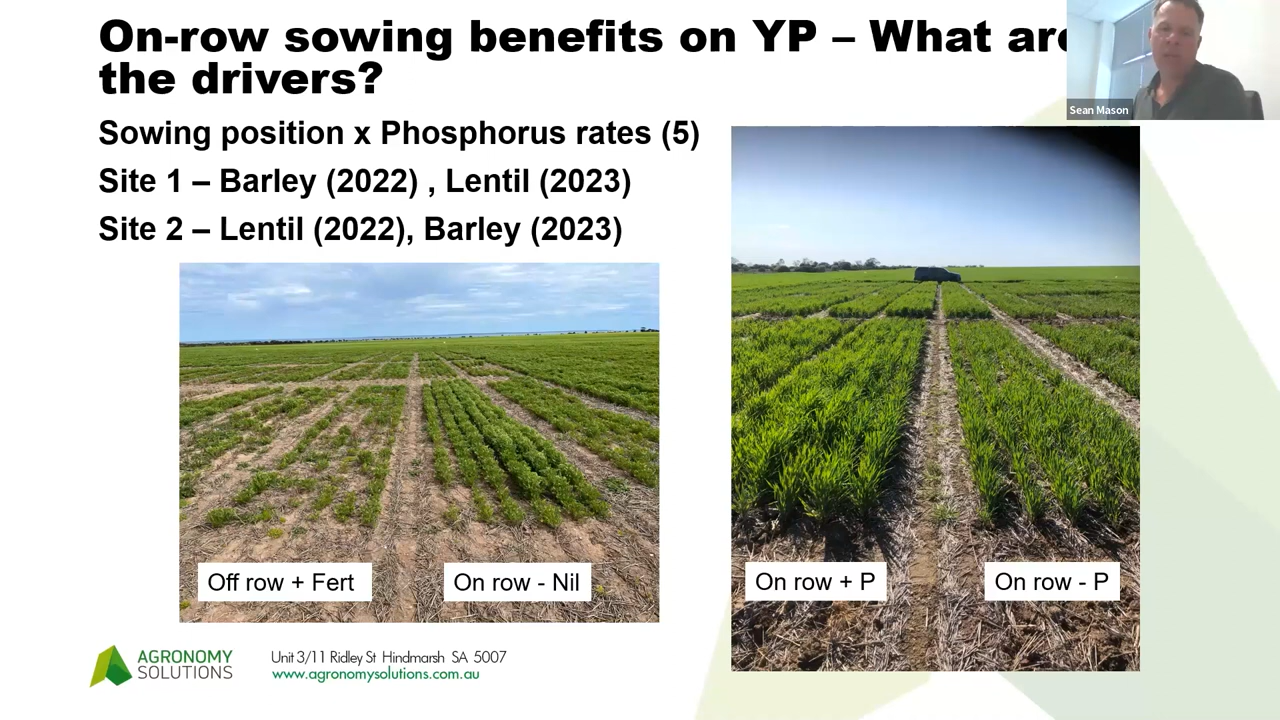 On-row sowing benefits on YP – What are
the drivers?
Sean Mason
Sowing position x Phosphorus rates (5)
Site 1 – Barley (2022) , Lentil (2023)
Site 2 – Lentil (2022), Barley (2023)
Off row + Fert
On row - Nil
On row + P
On row - P
AGRONOMY
SOLUTIONS
Unit 3/11 Ridley St Hindmarsh SA 5007
www.agronomysolutions.com.au